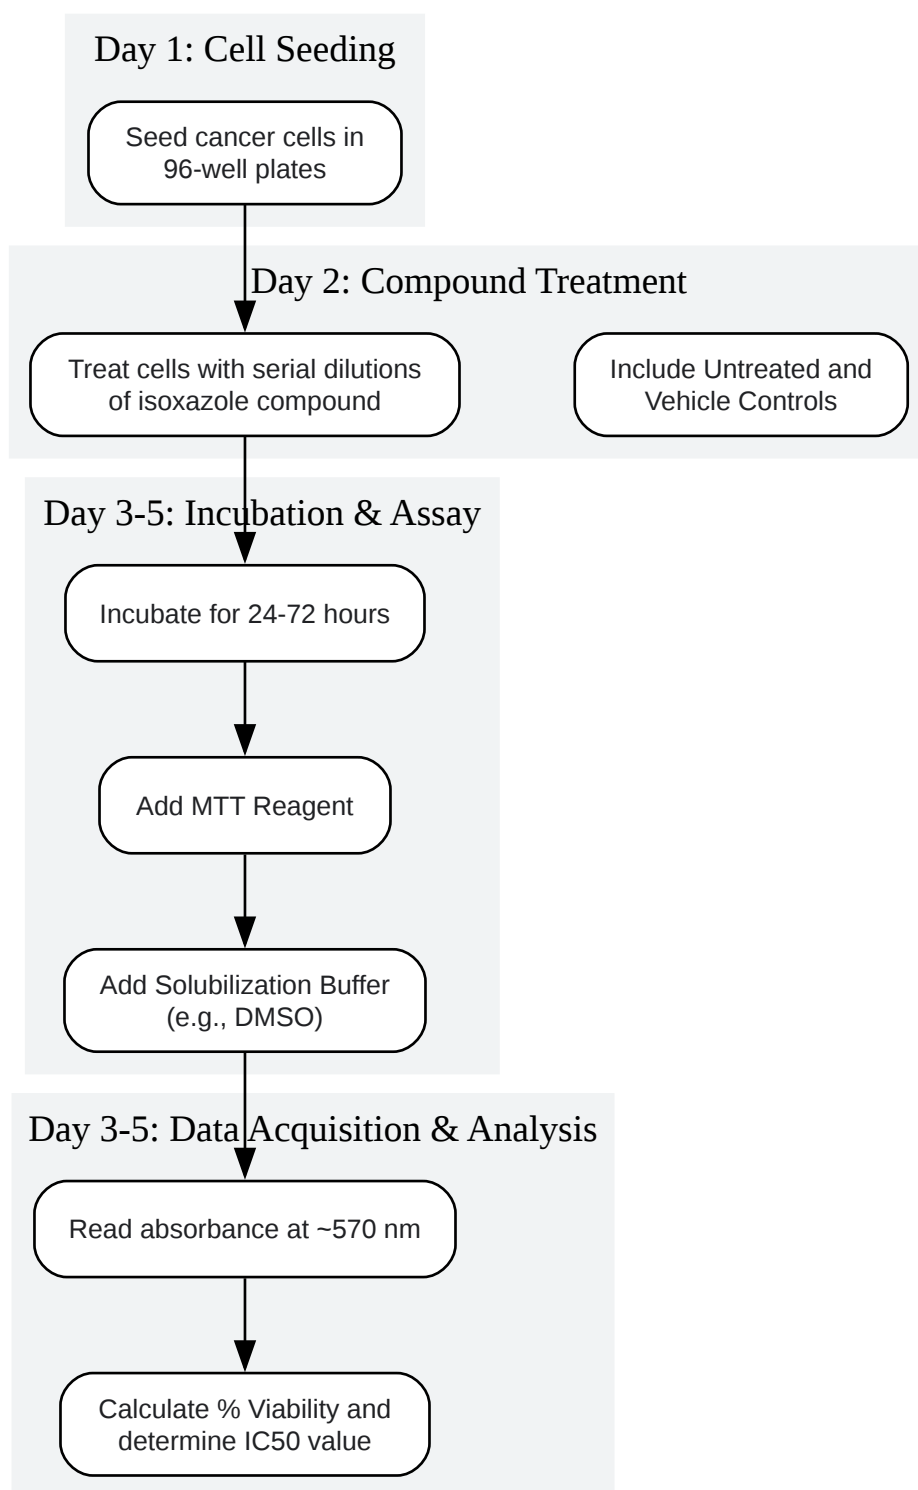 Day 1: Cell Seeding
Seed cancer cells in
96-well plates
Day 2: Compound Treatment
Treat cells with serial dilutions
of isoxazole compound
Include Untreated and
Vehicle Controls
Day 3-5: Incubation & Assay
Incubate for 24-72 hours
Add MTT Reagent
Add Solubilization Buffer
(e.g., DMSO)
Day 3-5: Data Acquisition & Analysis
Read absorbance at ~570 nm
Calculate % Viability and
determine IC50 value